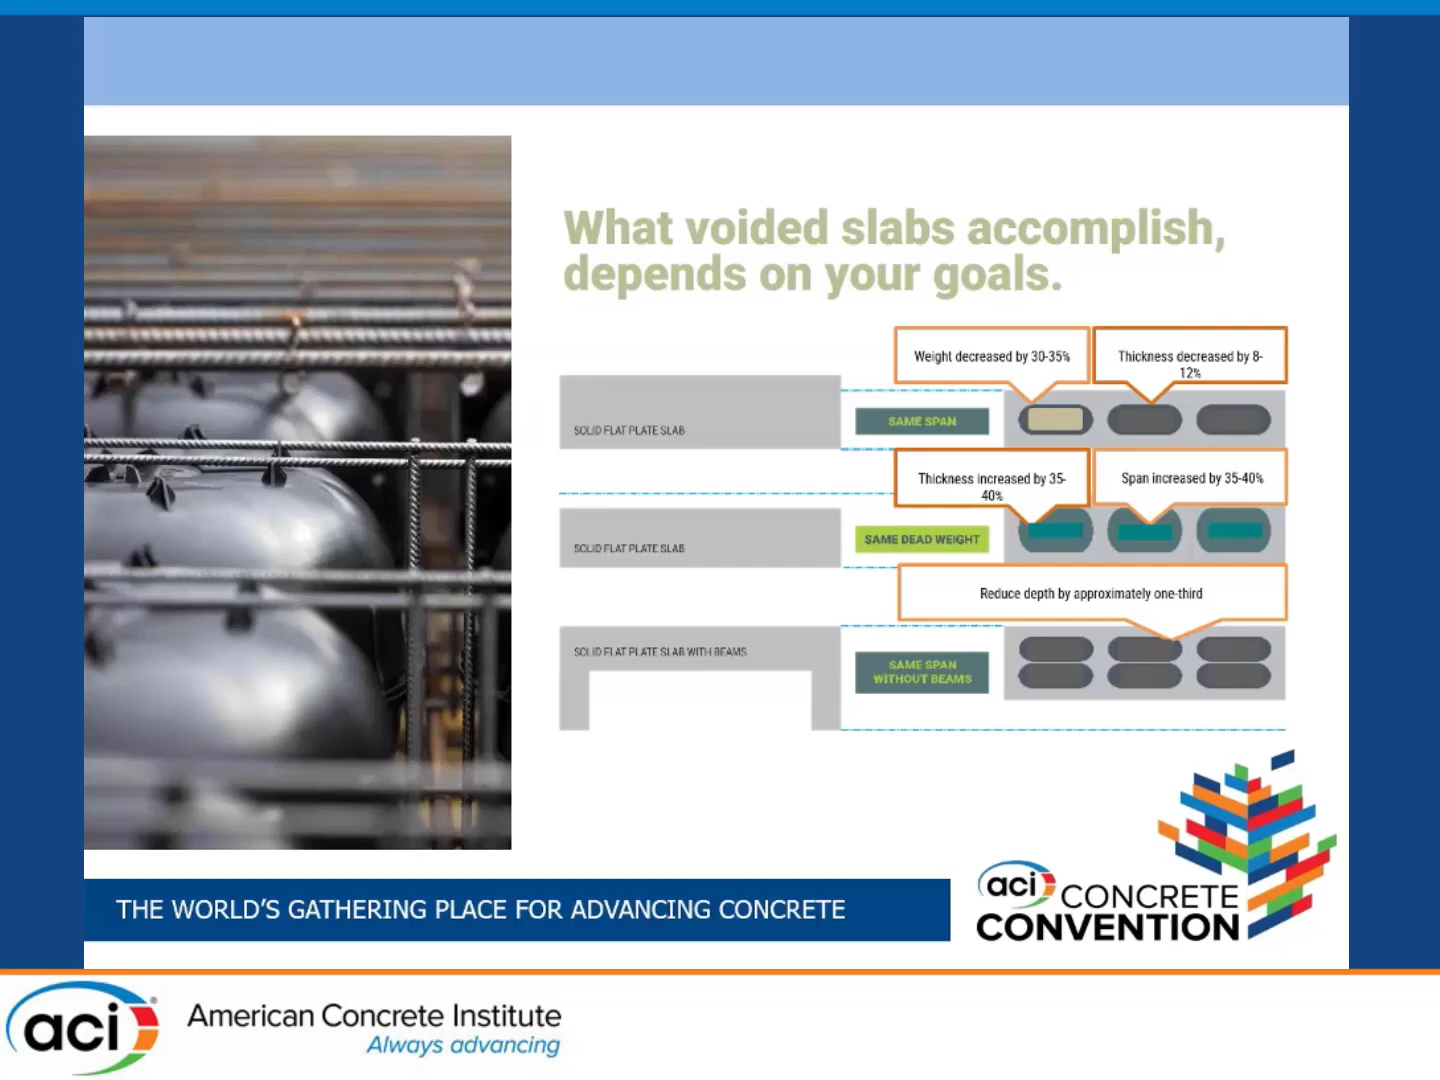 What voided slabs accomplish,
depends on your goals.
Weight decreased by 30-35%
Thickness decreased by 8-
12%
SOLID FLAT PLATE SLAB
SAME SPAN
Thickness increased by 35-
40%
Span increased by 35-40%
SOLID FLAT PLATE SLAB
SAME DEAD WEIGHT
Reduce depth by approximately one-third
SOLID FLAT PLATE SLAB WITH BEAMS
SAME SPAN
WITHOUT BEAMS
THE WORLD'S GATHERING PLACE FOR ADVANCING CONCRETE
aci CONCRETE
CONVENTION
aci® American Concrete Institute
Always advancing